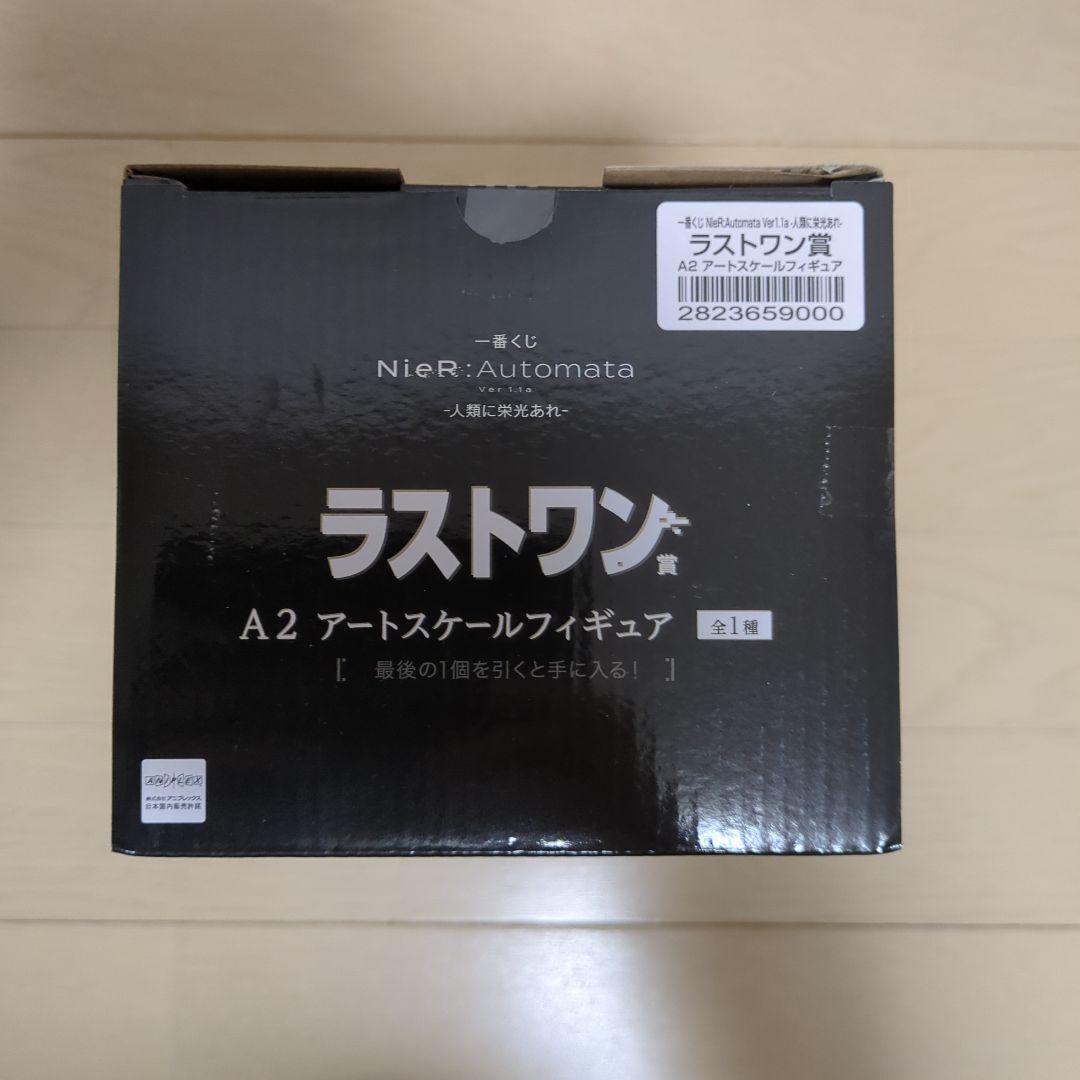 一番くじ NieR:Automata Ver1.1a -人類に栄光あれ-
ラストワン賞
A2 アートスケールフィギュア
2823659000
一番くじ
NieR:Automata
Ver1.1a
-人類に栄光あれ-
ラストワン賞
A2 アートスケールフィギュア 全1種
[: 最後の1個を引くと手に入る! :]
ANIPLEX
株式会社アニプレックス
日本国内販売許諾